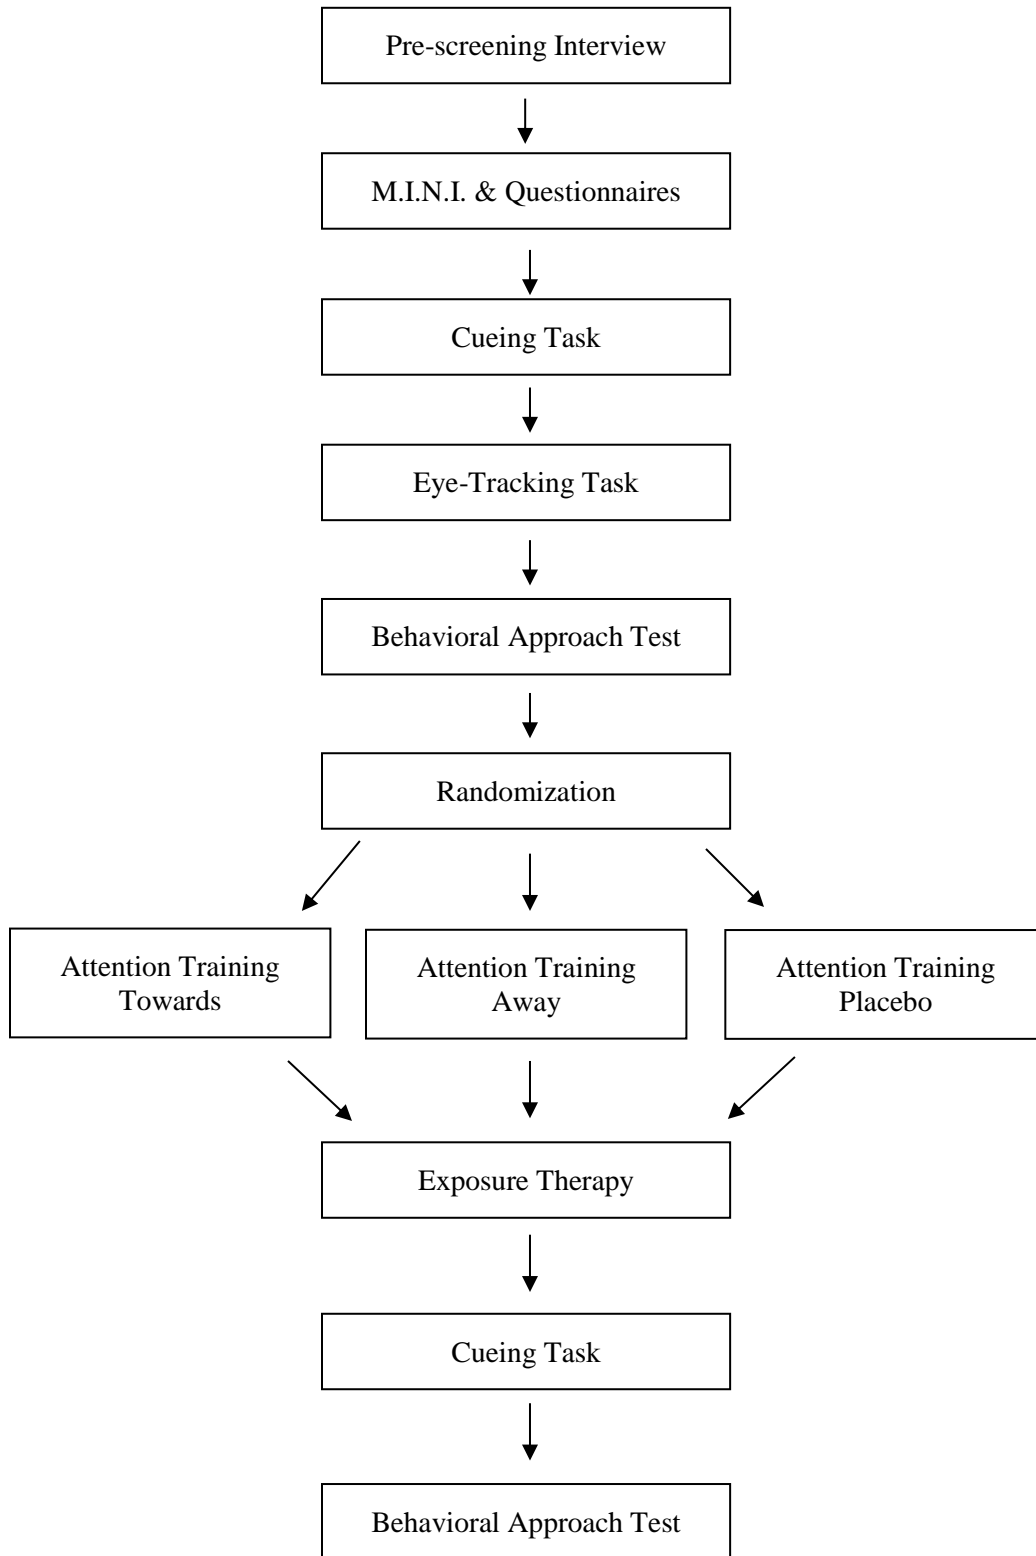 Pre-screening Interview
M.I.N.I. & Questionnaires
Cueing Task
Eye-Tracking Task
Behavioral Approach Test
Randomization
Attention Training
Towards
Attention Training
Away
Attention Training
Placebo
Exposure Therapy
Cueing Task
Behavioral Approach Test